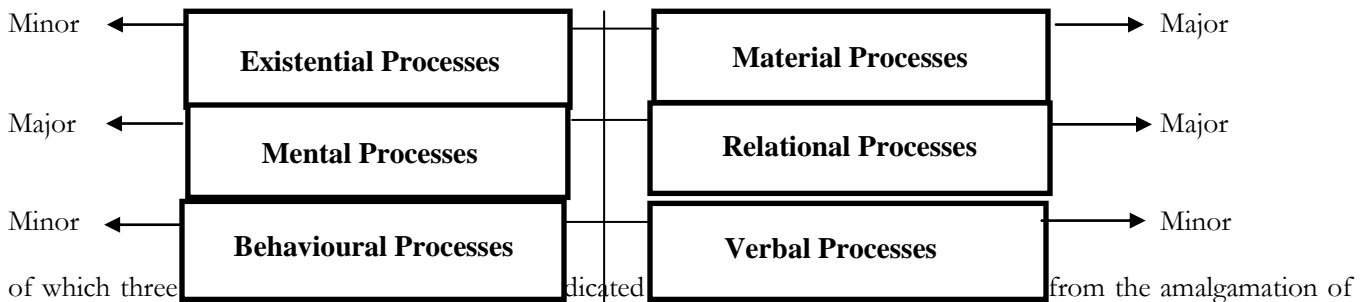 Minor Existential Processes Material Processes Major
Major Mental Processes Relational Processes Major
Minor Behavioural Processes Verbal Processes Minor
of which three dicated from the amalgamation of